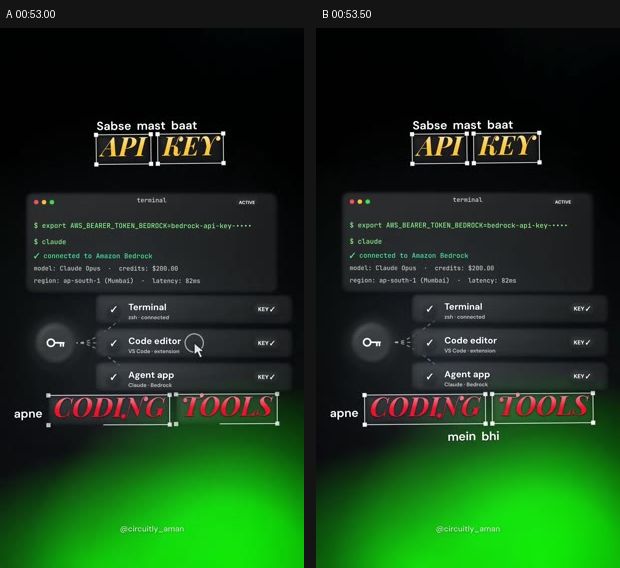 A 00:53.00
Sabse mast baat
API KEY
terminal
ACTIVE
$ export AWS_BEARER_TOKEN_BEDROCK=bedrock-api-key-•••••
$ claude
✓ connected to Amazon Bedrock
model: Claude Opus · credits: $200.00
region: ap-south-1 (Mumbai) · latency: 82ms
✓ Terminal
zsh · connected
KEY ✓
✓ Code editor
VS Code · extension
KEY ✓
✓ Agent app
Claude · Bedrock
KEY ✓
apne CODING TOOLS
@circuitly_aman
B 00:53.50
Sabse mast baat
API KEY
terminal
ACTIVE
$ export AWS_BEARER_TOKEN_BEDROCK=bedrock-api-key-•••••
$ claude
✓ connected to Amazon Bedrock
model: Claude Opus · credits: $200.00
region: ap-south-1 (Mumbai) · latency: 82ms
✓ Terminal
zsh · connected
KEY ✓
✓ Code editor
VS Code · extension
KEY ✓
✓ Agent app
Claude · Bedrock
KEY ✓
apne CODING TOOLS
mein bhi
@circuitly_aman